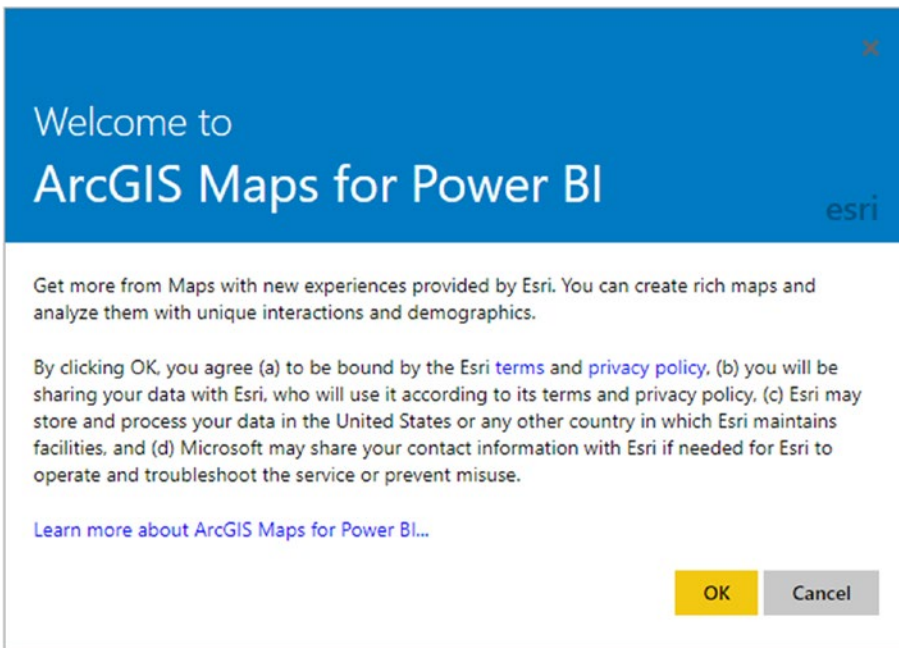 Welcome to
ArcGIS Maps for Power BI
esri
Get more from Maps with new experiences provided by Esri. You can create rich maps and
analyze them with unique interactions and demographics.
By clicking OK, you agree (a) to be bound by the Esri terms and privacy policy, (b) you will be
sharing your data with Esri, who will use it according to its terms and privacy policy, (c) Esri may
store and process your data in the United States or any other country in which Esri maintains
facilities, and (d) Microsoft may share your contact information with Esri if needed for Esri to
operate and troubleshoot the service or prevent misuse.
Learn more about ArcGIS Maps for Power BI...
OK Cancel